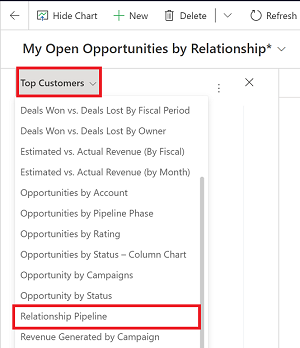 Hide Chart New Delete Refresh
My Open Opportunities by Relationship*
Top Customers
Deals Won vs. Deals Lost By Fiscal Period
Deals Won vs. Deals Lost By Owner
Estimated vs. Actual Revenue (By Fiscal)
Estimated vs. Actual Revenue (by Month)
Opportunities by Account
Opportunities by Pipeline Phase
Opportunities by Rating
Opportunities by Status – Column Chart
Opportunity by Campaigns
Opportunity by Status
Relationship Pipeline
Revenue Generated by Campaign